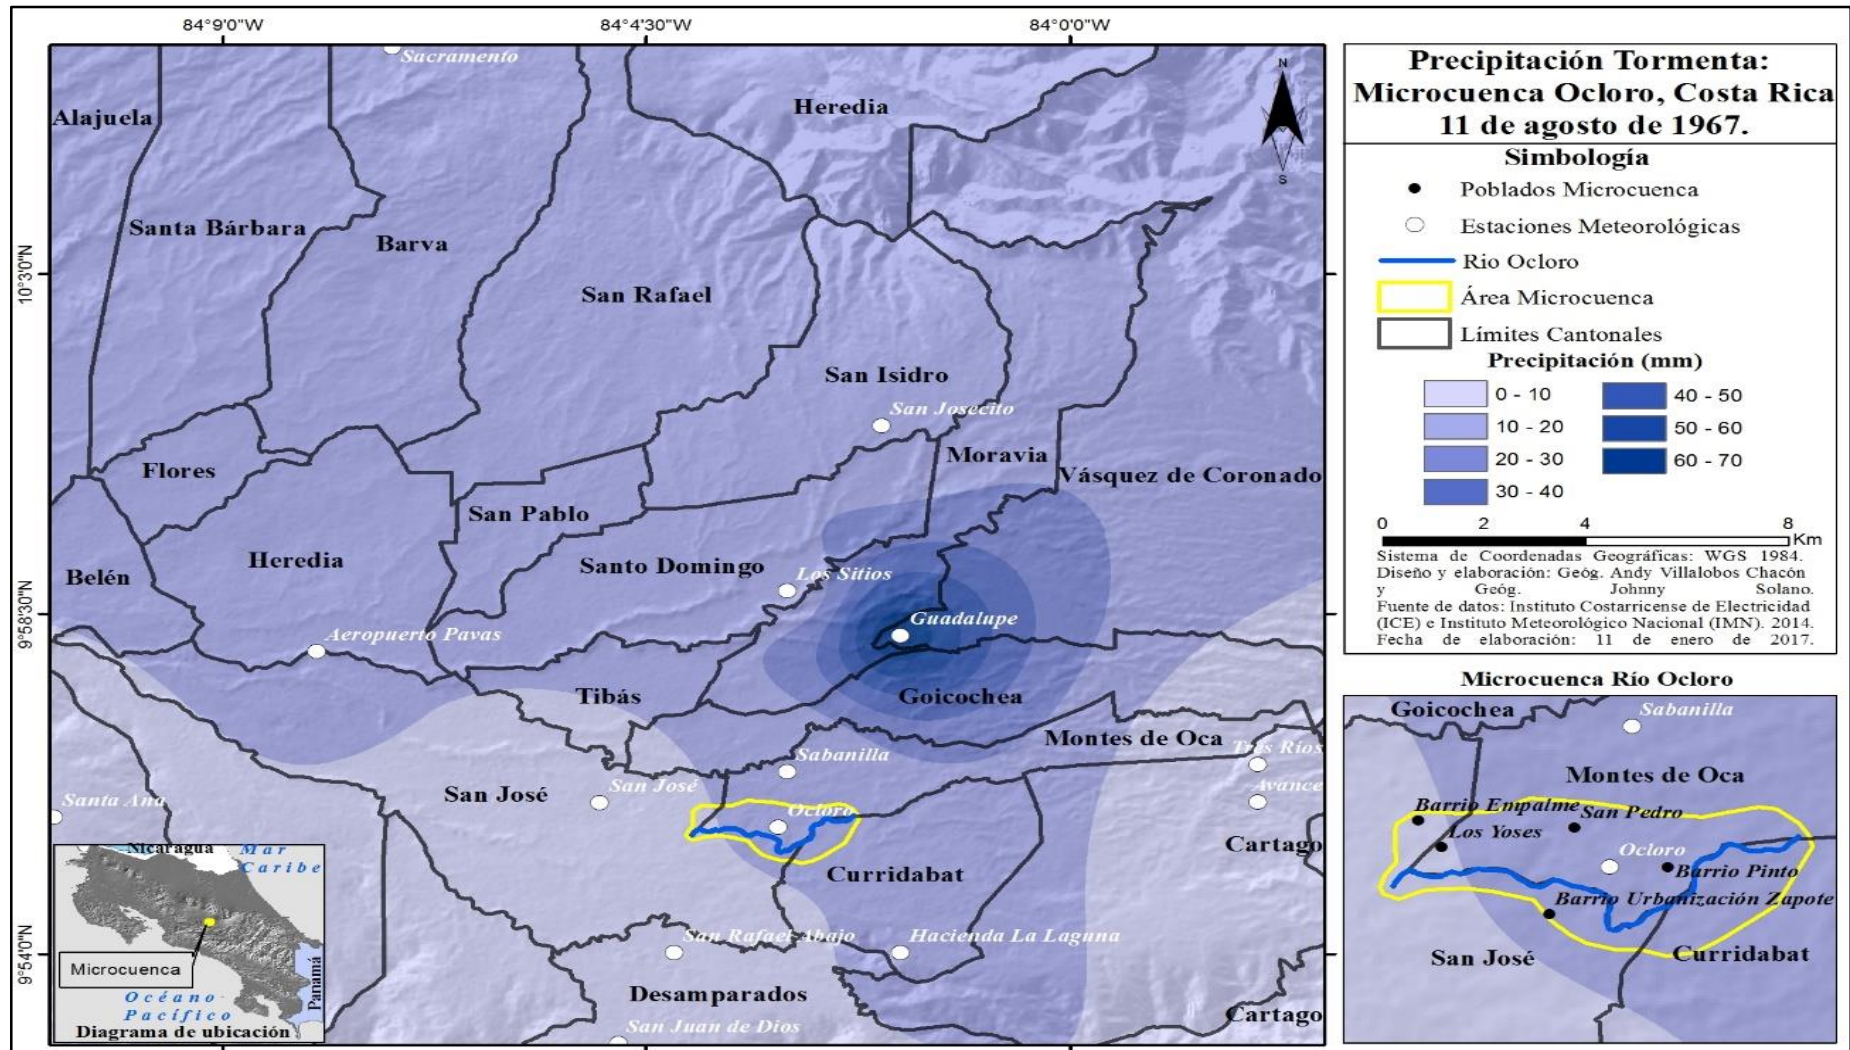 84°9'0"W
84°4'30"W
84°0'0"W
10°3'0"N
9°58'30"N
9°54'0"N
Sacramento
Alajuela
Heredia
N
S
Santa Bárbara
Barva
San Rafael
San Isidro
San Josecito
Flores
Moravia
Vásquez de Coronado
San Pablo
Heredia
Santo Domingo
Belén
Los Sitios
Guadalupe
Aeropuerto Pavas
Tibás
Goicochea
Montes de Oca
Tres Ríos
Sabanilla
San José
San José
Avance
Santa Ana
Ocloro
Cartago
Curridabat
San Rafael Abajo
Hacienda La Laguna
Desamparados
Cartago
San Juan de Dios
Nicaragua
Mar
Caribe
Microcuenca
Panamá
Océano
Pacífico
Diagrama de ubicación
Precipitación Tormenta:
Microcuenca Ocloro, Costa Rica
11 de agosto de 1967.
Simbología
Poblados Microcuenca
Estaciones Meteorológicas
Rio Ocloro
Área Microcuenca
Límites Cantonales
Precipitación (mm)
0 - 10
10 - 20
20 - 30
30 - 40
40 - 50
50 - 60
60 - 70
0 2 4 8
Km
Sistema de Coordenadas Geográficas: WGS 1984.
Diseño y elaboración: Geóg. Andy Villalobos Chacón
y Geóg. Johnny Solano.
Fuente de datos: Instituto Costarricense de Electricidad
(ICE) e Instituto Meteorológico Nacional (IMN). 2014.
Fecha de elaboración: 11 de enero de 2017.
Microcuenca Río Ocloro
Goicochea
Sabanilla
Montes de Oca
Barrio Empalme
San Pedro
Los Yoses
Ocloro
Barrio Pinto
Barrio Urbanización Zapote
San José
Curridabat